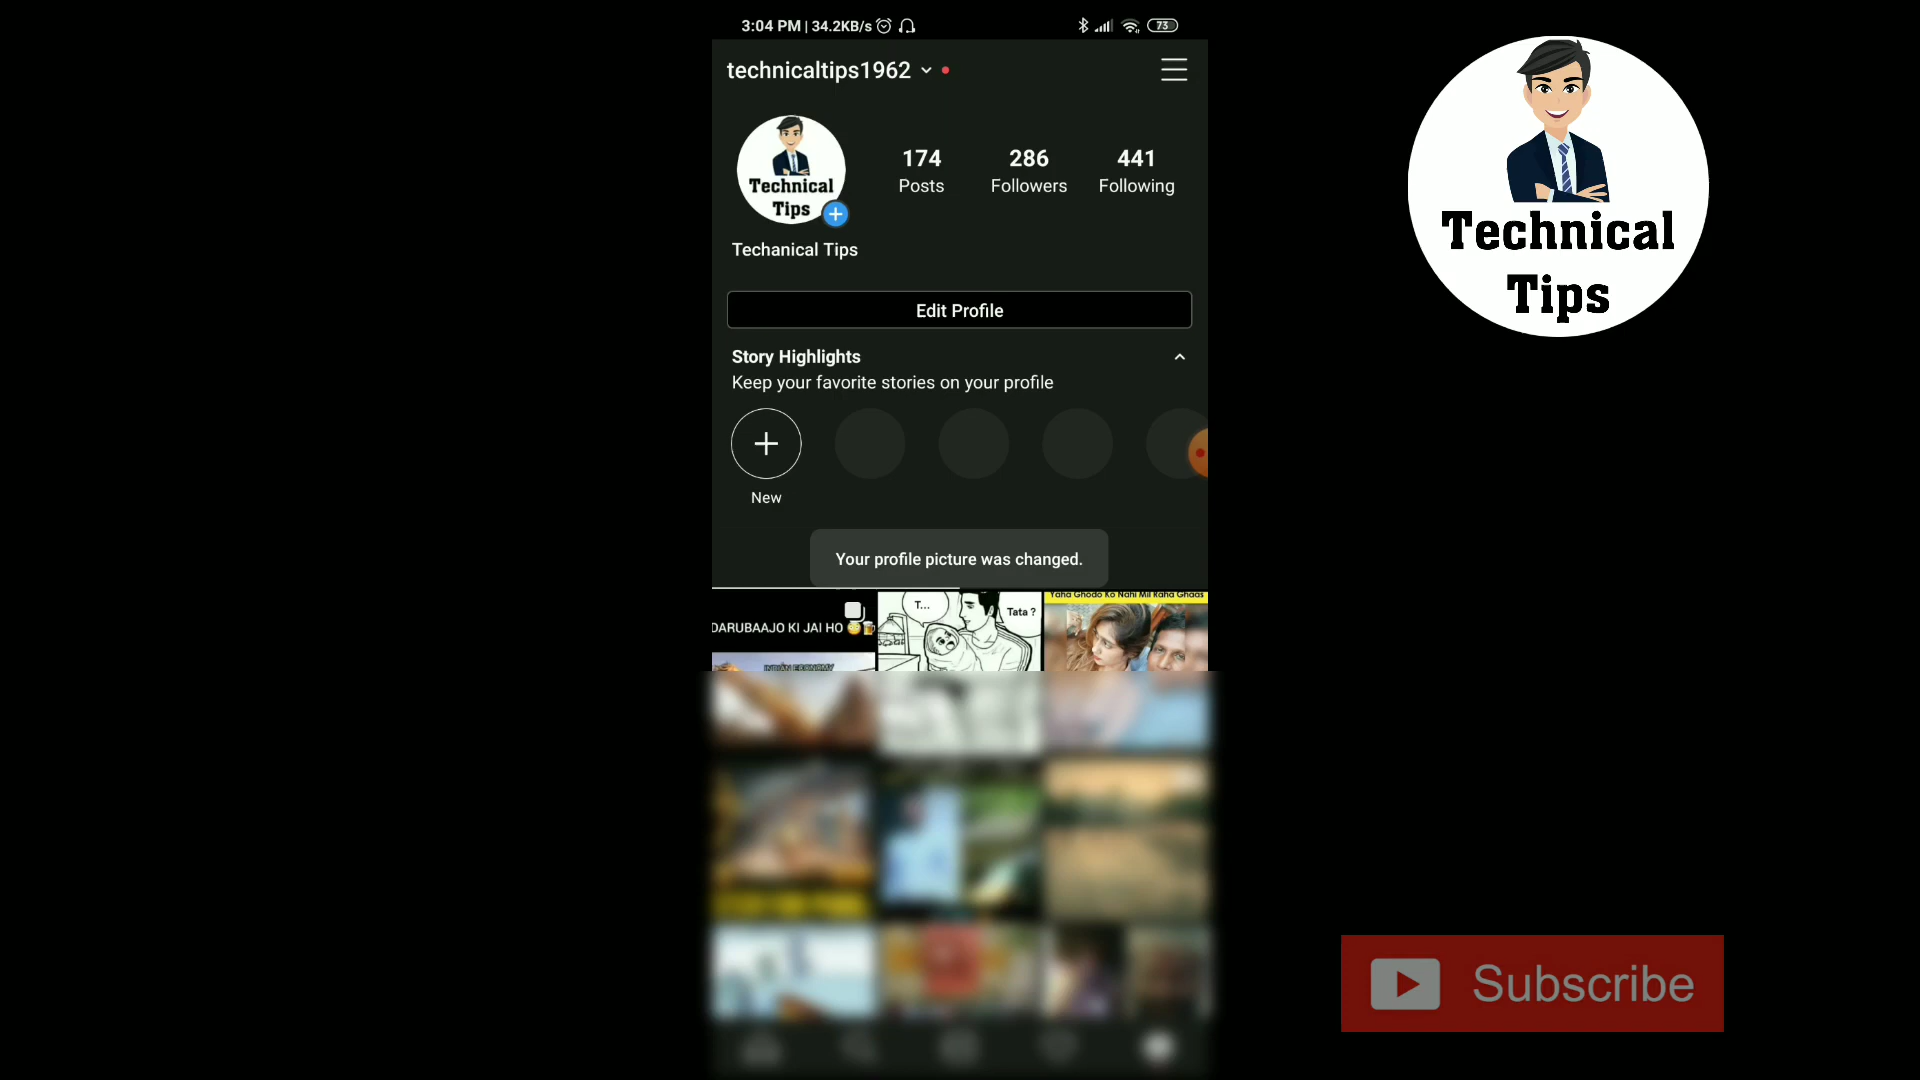 3:04 PM | 34.2KB/s
73
technicaltips1962
174
Posts
286
Followers
441
Following
Technical
Tips
Techanical Tips
Edit Profile
Story Highlights
Keep your favorite stories on your profile
New
Your profile picture was changed.
DARUBAAJO KI JAI HO
INDIAN ECONOMY
T...
Tata ?
Yaha Ghodo Ko Nahi Mil Raha Ghaas
Technical
Tips
Subscribe